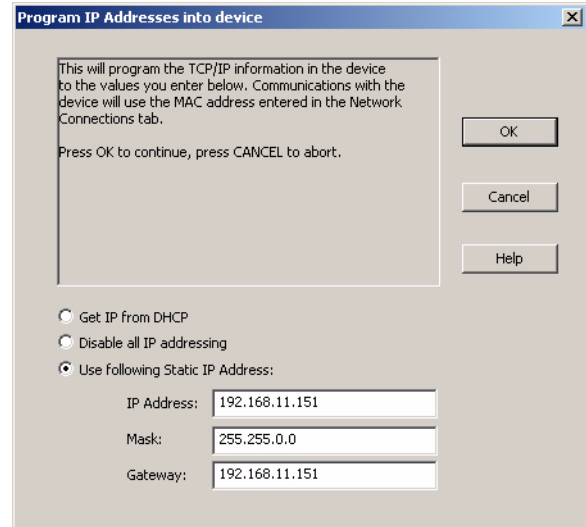 Program IP Addresses into device
This will program the TCP/IP information in the device
to the values you enter below. Communications with the
device will use the MAC address entered in the Network
Connections tab.
Press OK to continue, press CANCEL to abort.
OK
Cancel
Help
Get IP from DHCP
Disable all IP addressing
Use following Static IP Address:
IP Address: 192.168.11.151
Mask: 255.255.0.0
Gateway: 192.168.11.151